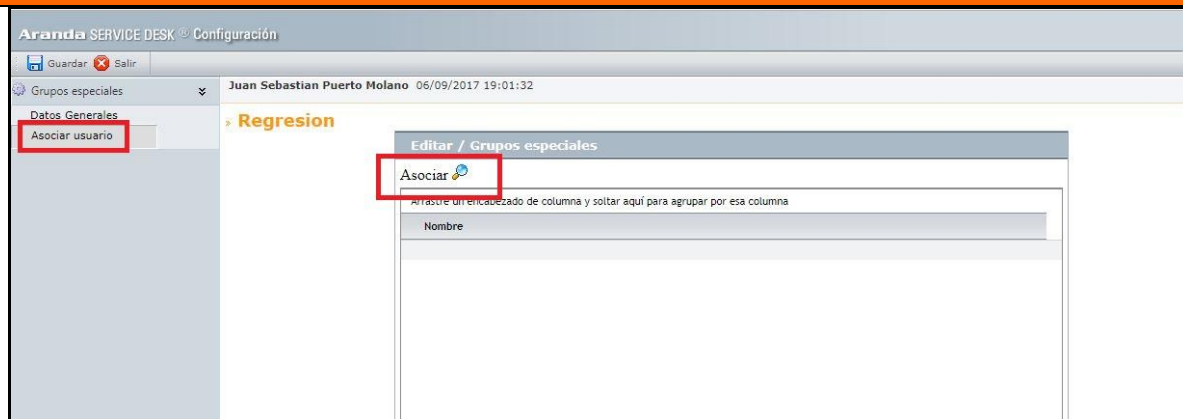 Aranda SERVICE DESK ® Configuración
Guardar Salir
Grupos especiales
Juan Sebastian Puerto Molano 06/09/2017 19:01:32
Datos Generales
Asociar usuario
» Regresion
Editar / Grupos especiales
Asociar
Arrastre un encabezado de columna y soltar aquí para agrupar por esa columna
Nombre